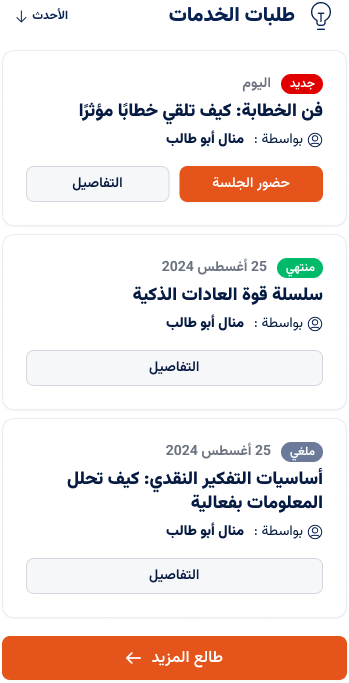 طلبات الخدمات
الأحدث
جديد اليوم
فن الخطابة: كيف تلقي خطابًا مؤثرًا
بواسطة : منال أبو طالب
حضور الجلسة
التفاصيل
منتهي 25 أغسطس 2024
سلسلة قوة العادات الذكية
بواسطة : منال أبو طالب
التفاصيل
ملغي 25 أغسطس 2024
أساسيات التفكير النقدي: كيف تحلل
المعلومات بفعالية
بواسطة : منال أبو طالب
التفاصيل
طالع المزيد